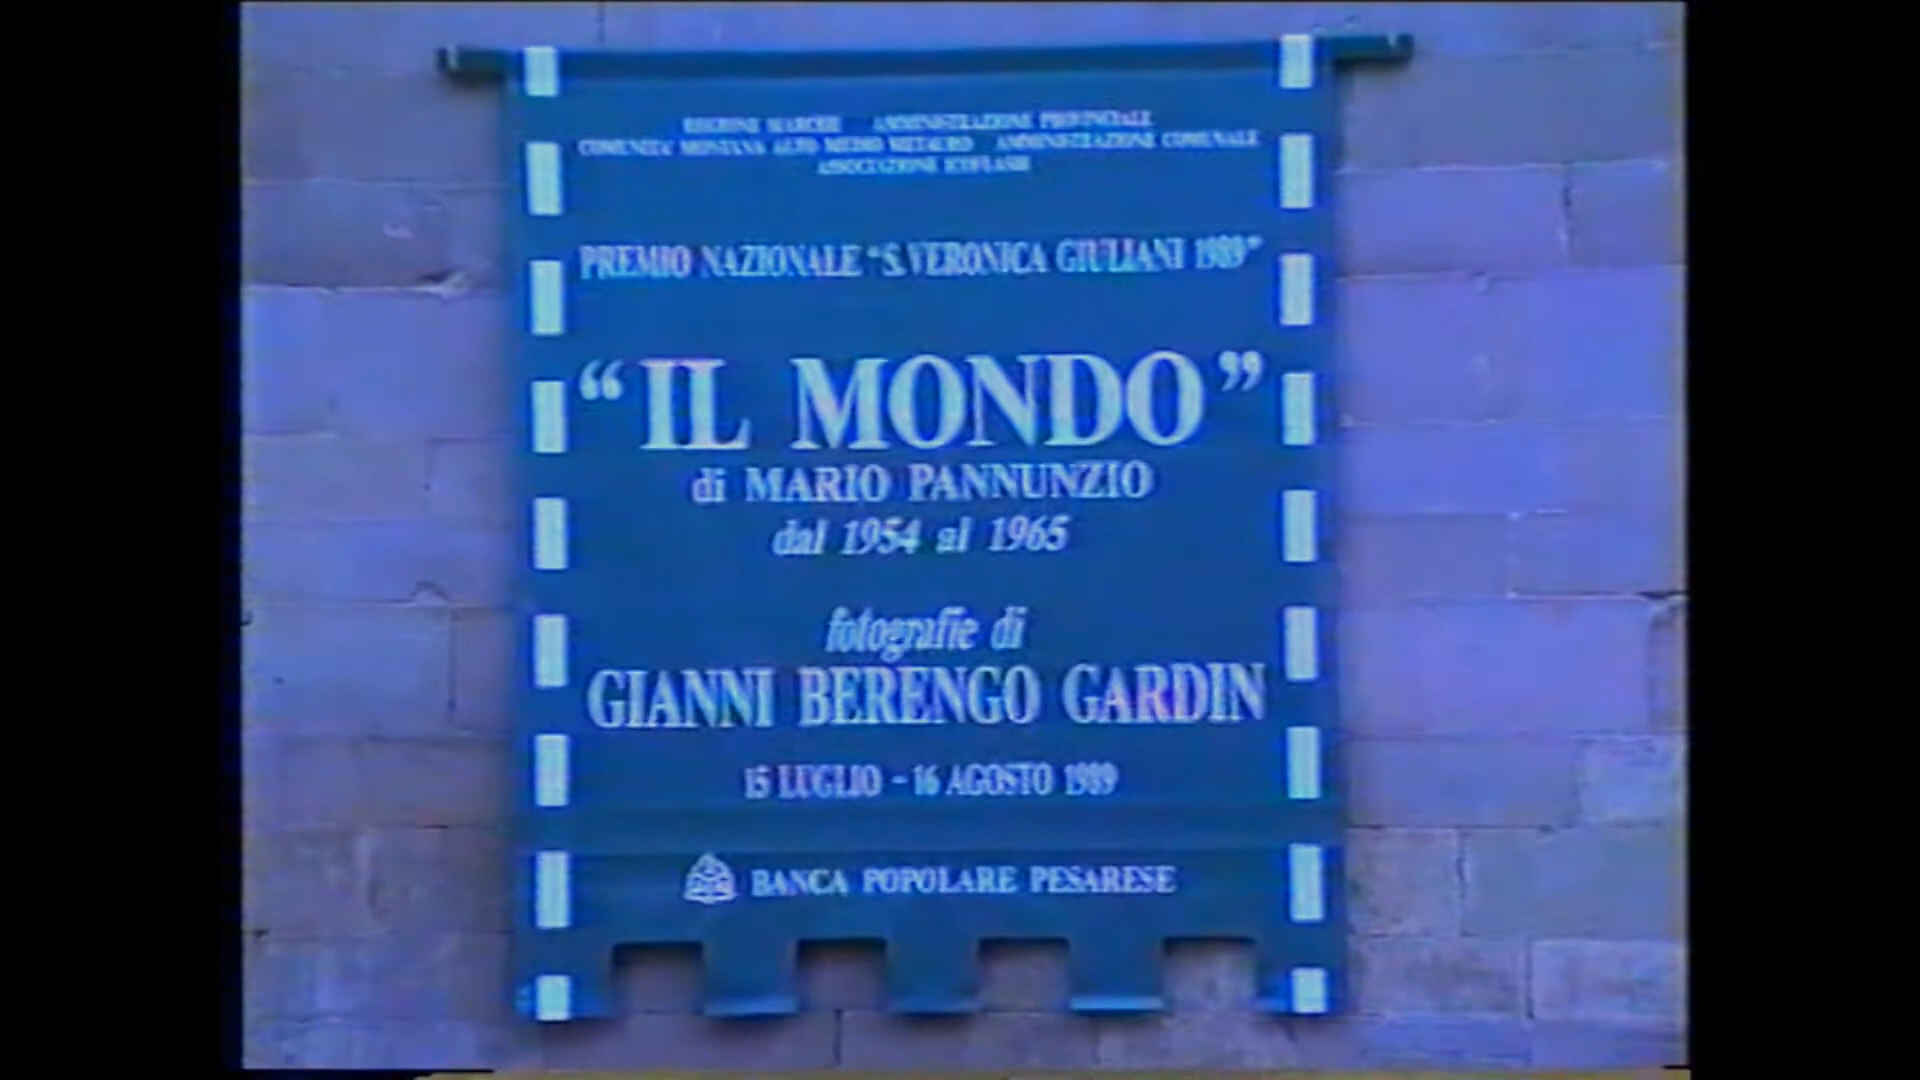 REGIONE MARCHE AMMINISTRAZIONE PROVINCIALE
COMUNITA' MONTANA ALTO MEDIO METAURO AMMINISTRAZIONE COMUNALE
ASSOCIAZIONE
PREMIO NAZIONALE "S.VERONICA GIULIANI 1989"
"IL MONDO"
di MARIO PANNUNZIO
dal 1954 al 1965
fotografie di
GIANNI BERENGO GARDIN
15 LUGLIO - 16 AGOSTO 1989
BANCA POPOLARE PESARESE